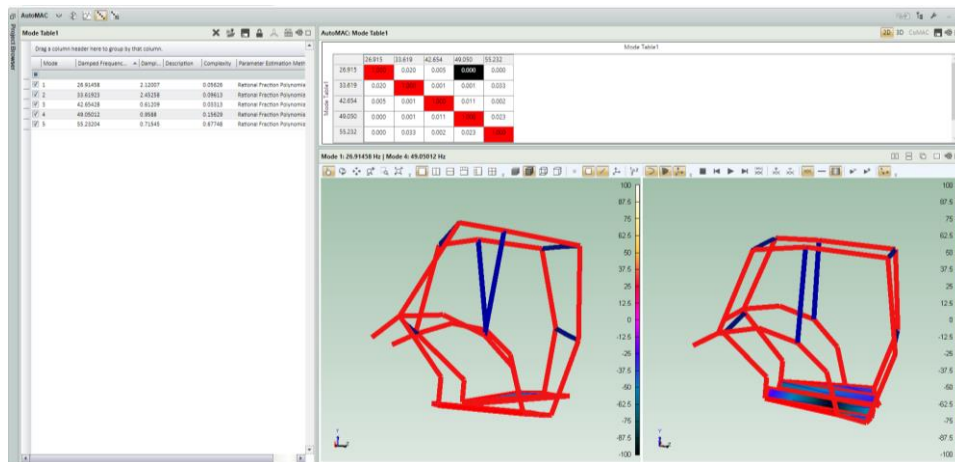 AutoMAC
Project Browser
Mode Table1
Drag a column header here to group by that column.
Mode Damped Frequenc... Damp... Description Complexity Parameter Estimation Meth
1 26.91458 2.12007 0.05626 Rational Fraction Polynomia
2 33.61923 2.45258 0.09613 Rational Fraction Polynomia
3 42.65428 0.61209 0.03313 Rational Fraction Polynomia
4 49.05012 0.9588 0.15629 Rational Fraction Polynomia
5 55.23204 0.71545 0.87748 Rational Fraction Polynomia
AutoMAC: Mode Table1
2D 3D CoMAC
Mode Table1
Mode Table1
26.915 33.619 42.654 49.050 55.232
26.915 0.020 0.005 0.000 0.000
33.619 0.020 0.001 0.001 0.033
42.654 0.005 0.001 0.011 0.002
49.050 0.000 0.001 0.011 0.023
55.232 0.000 0.033 0.002 0.023
Mode 1: 26.91458 Hz | Mode 4: 49.05012 Hz
100
87.5
75
62.5
50
37.5
25
12.5
0
-12.5
-25
-37.5
-50
-62.5
-75
-87.5
-100
Y
100
87.5
75
62.5
50
37.5
25
12.5
0
-12.5
-25
-37.5
-50
-62.5
-75
-87.5
-100
Y